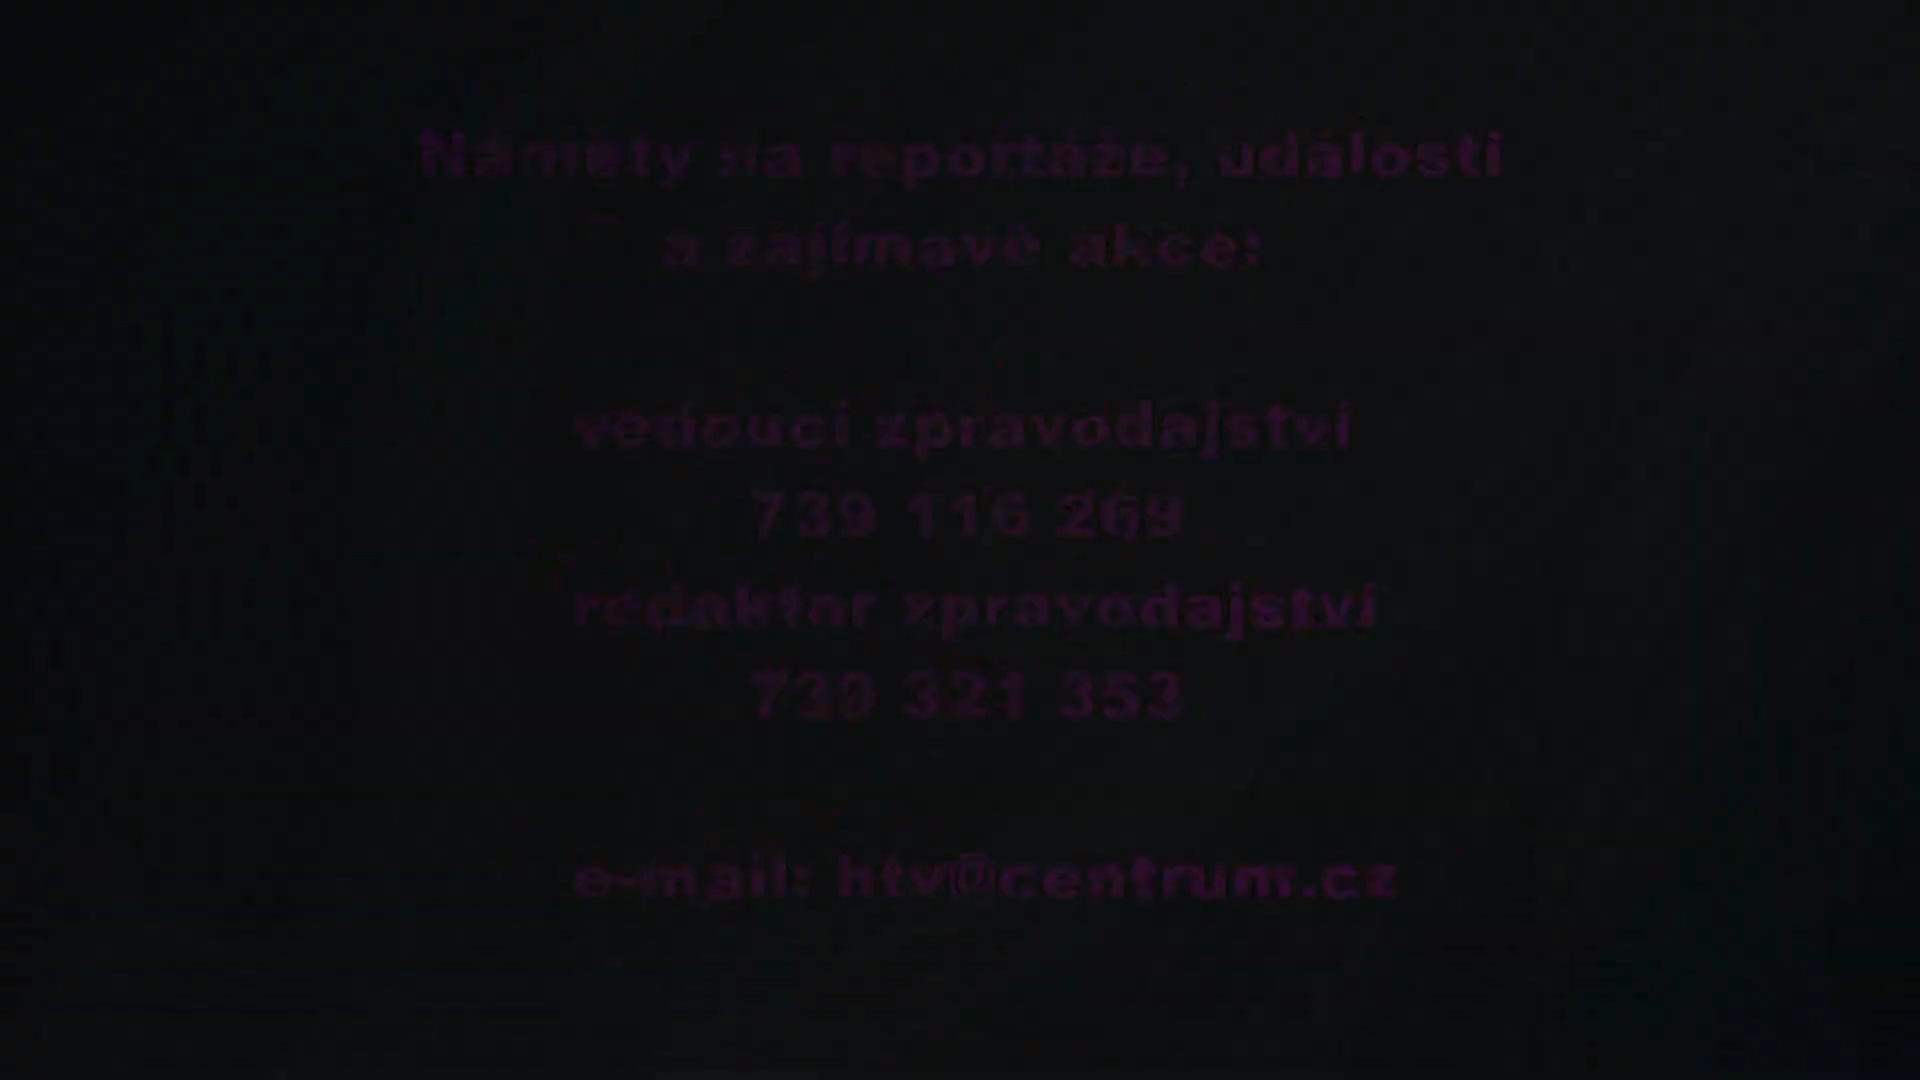 Náměty na reportáže, události
a zajímavé akce:
vedoucí zpravodajství
739 116 269
redaktor zpravodajství
730 321 353
e-mail: htv@centrum.cz